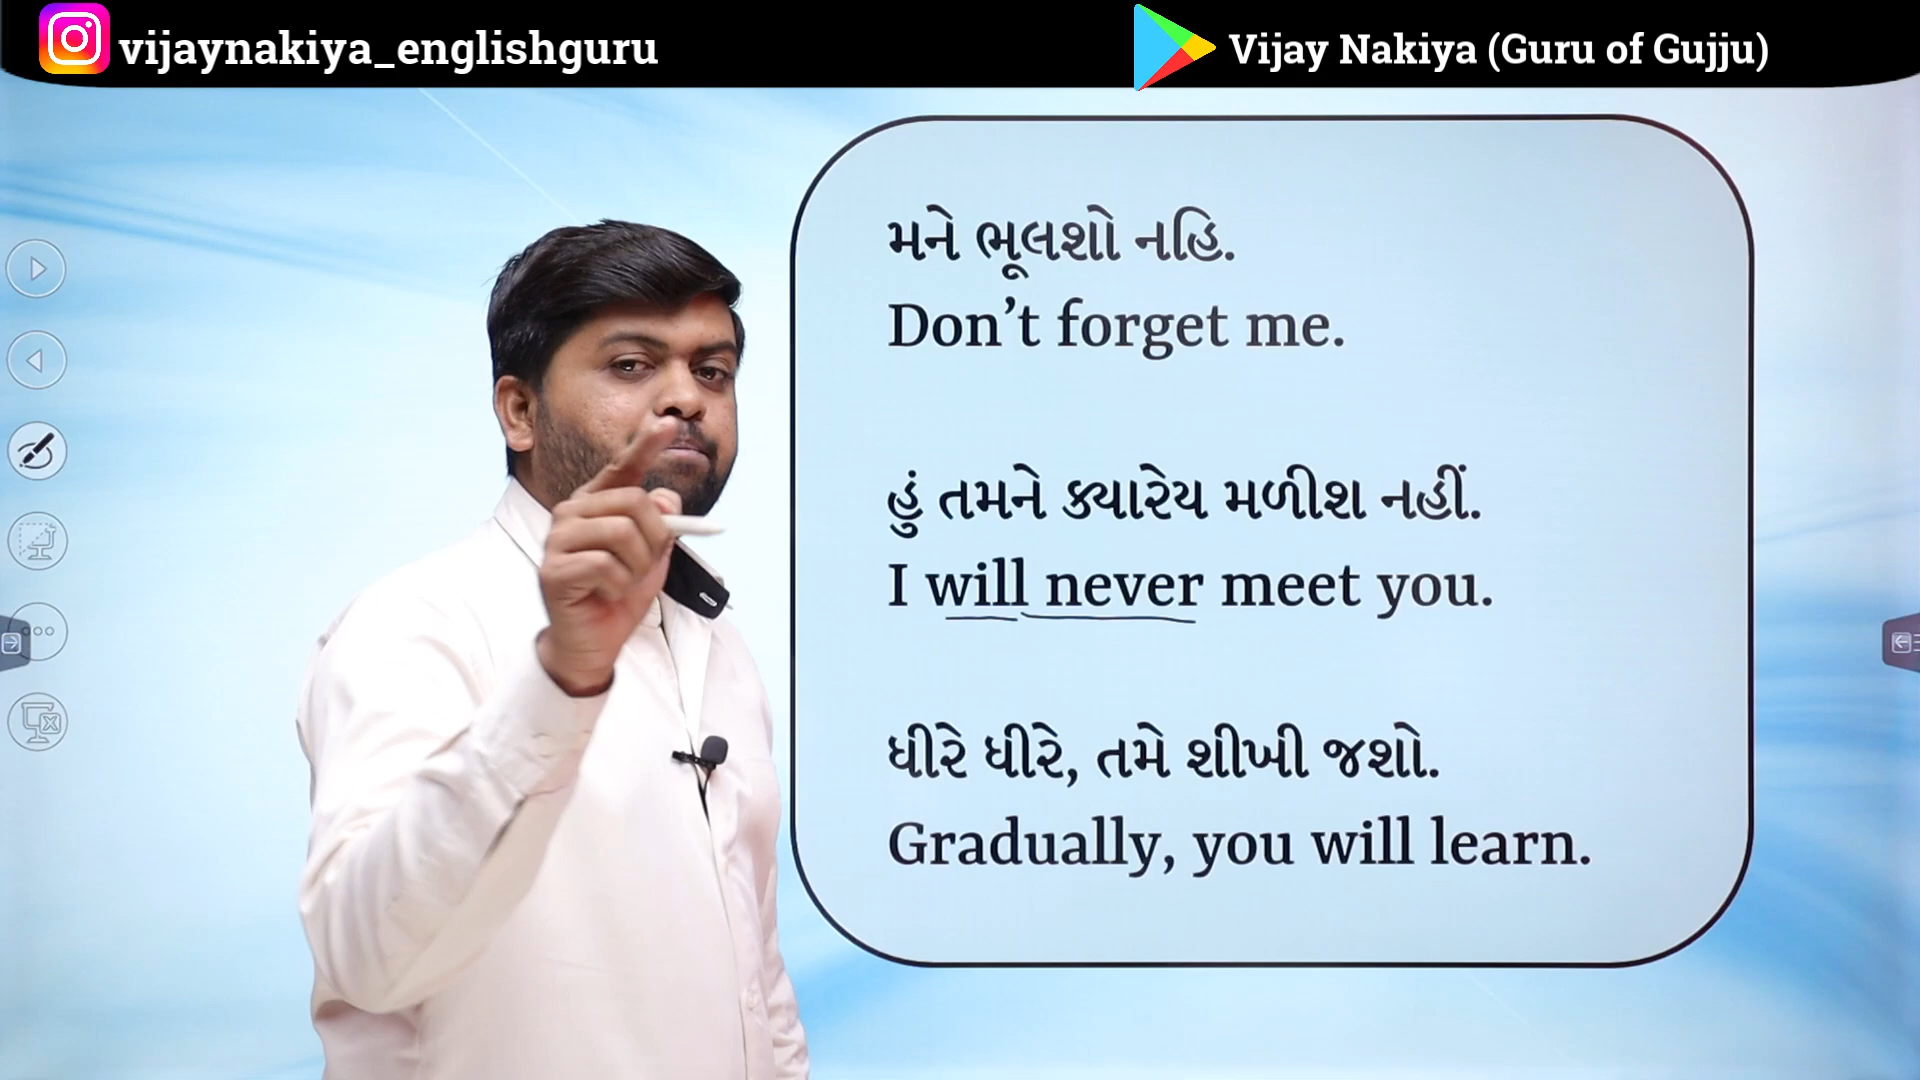 vijaynakiya_englishguru
Vijay Nakiya (Guru of Gujju)
મને ભૂલશો નહિ.
Don’t forget me.
હું તમને ક્યારેય મળીશ નહીં.
I will never meet you.
ધીરે ધીરે, તમે શીખી જશો.
Gradually, you will learn.